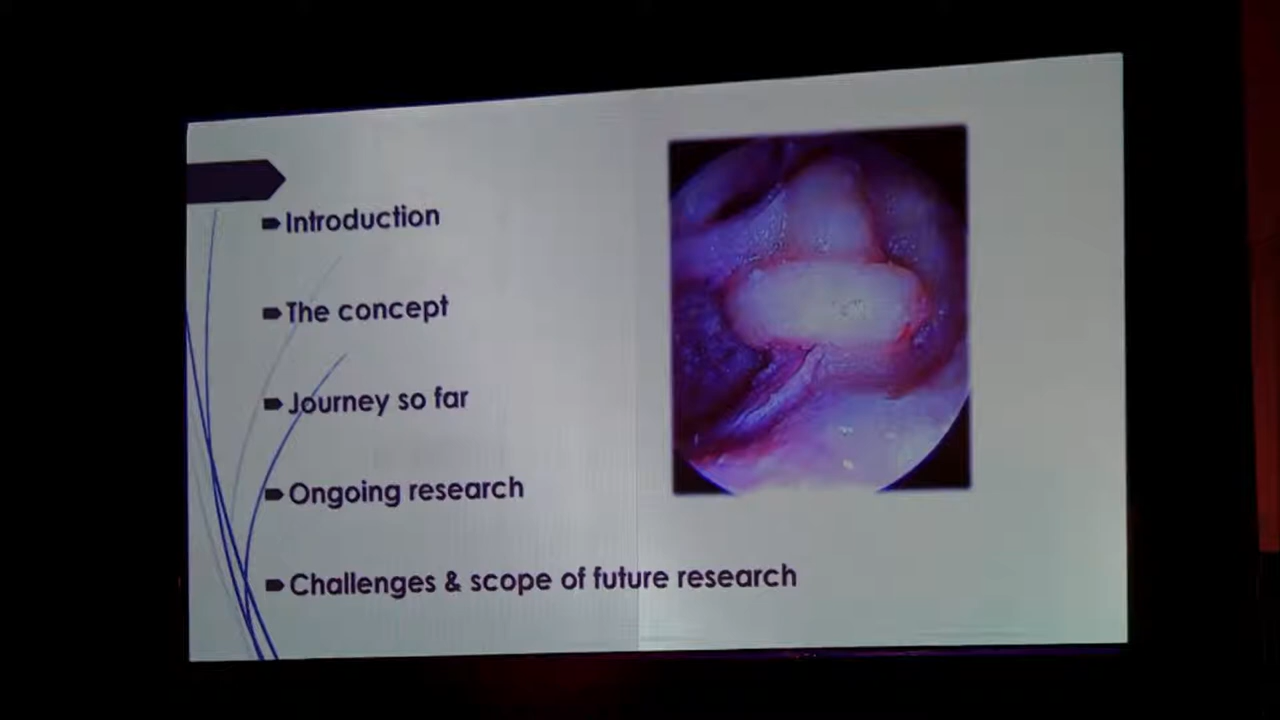 Introduction
The concept
Journey so far
Ongoing research
Challenges & scope of future research